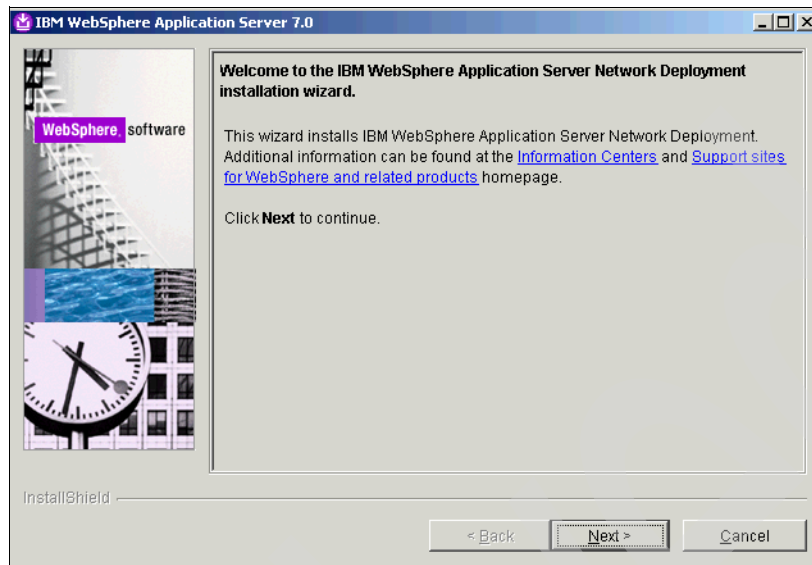 IBM WebSphere Application Server 7.0
WebSphere. software
Welcome to the IBM WebSphere Application Server Network Deployment
installation wizard.
This wizard installs IBM WebSphere Application Server Network Deployment.
Additional information can be found at the Information Centers and Support sites
for WebSphere and related products homepage.
Click Next to continue.
InstallShield
< Back Next > Cancel